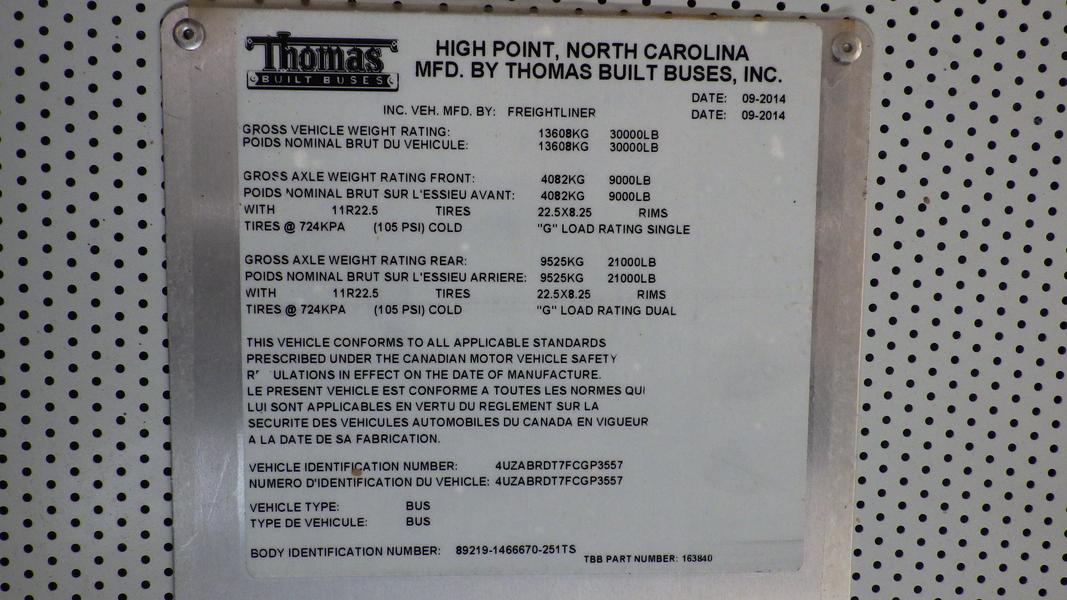 Thomas
BUILT BUSES
HIGH POINT, NORTH CAROLINA
MFD. BY THOMAS BUILT BUSES, INC.
DATE: 09-2014
INC. VEH. MFD. BY: FREIGHTLINER DATE: 09-2014
GROSS VEHICLE WEIGHT RATING: 13608KG 30000LB
POIDS NOMINAL BRUT DU VEHICULE: 13608KG 30000LB
GROSS AXLE WEIGHT RATING FRONT: 4082KG 9000LB
POIDS NOMINAL BRUT SUR L'ESSIEU AVANT: 4082KG 9000LB
WITH 11R22.5 TIRES 22.5X8.25 RIMS
TIRES @ 724KPA (105 PSI) COLD "G" LOAD RATING SINGLE
GROSS AXLE WEIGHT RATING REAR: 9525KG 21000LB
POIDS NOMINAL BRUT SUR L'ESSIEU ARRIERE: 9525KG 21000LB
WITH 11R22.5 TIRES 22.5X8.25 RIMS
TIRES @ 724KPA (105 PSI) COLD "G" LOAD RATING DUAL
THIS VEHICLE CONFORMS TO ALL APPLICABLE STANDARDS
PRESCRIBED UNDER THE CANADIAN MOTOR VEHICLE SAFETY
IN EFFECT ON THE DATE OF MANUFACTURE.
LE PRESENT VEHICLE EST CONFORME A TOUTES LES NORMES QUI
LUI SONT APPLICABLES EN VERTU DU REGLEMENT SUR LA
SECURITE DES VEHICULES AUTOMOBILES DU CANADA EN VIGUEUR
A LA DATE DE SA FABRICATION.
VEHICLE IDENTIFICATION NUMBER: 4UZABRDT7FCGP3557
NUMERO D'IDENTIFICATION DU VEHICULE: 4UZABRDT7FCGP3557
VEHICLE TYPE: BUS
TYPE DE VEHICULE: BUS
BODY IDENTIFICATION NUMBER: 89219-1466670-251TS
TBB PART NUMBER: 163840